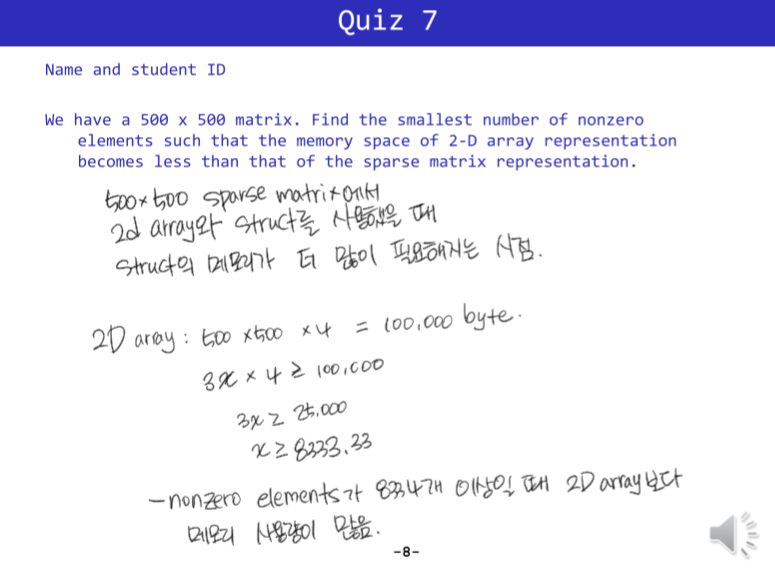 Quiz 7
Name and student ID
We have a 500 x 500 matrix. Find the smallest number of nonzero
elements such that the memory space of 2-D array representation
becomes less than that of the sparse matrix representation.
500×500 sparse matrix에서
2d array와 struct를 사용했을 때
struct의 메모리가 더 많이 필요해지는 시점.
2D array : 500 ×500 ×4 = 100,000 byte.
3x × 4 ≥ 100,000
3x ≥ 25,000
x ≥ 8333.33
-nonzero elements가 8334개 이상일 때 2D array보다
메모리 사용량이 많음.
-8-